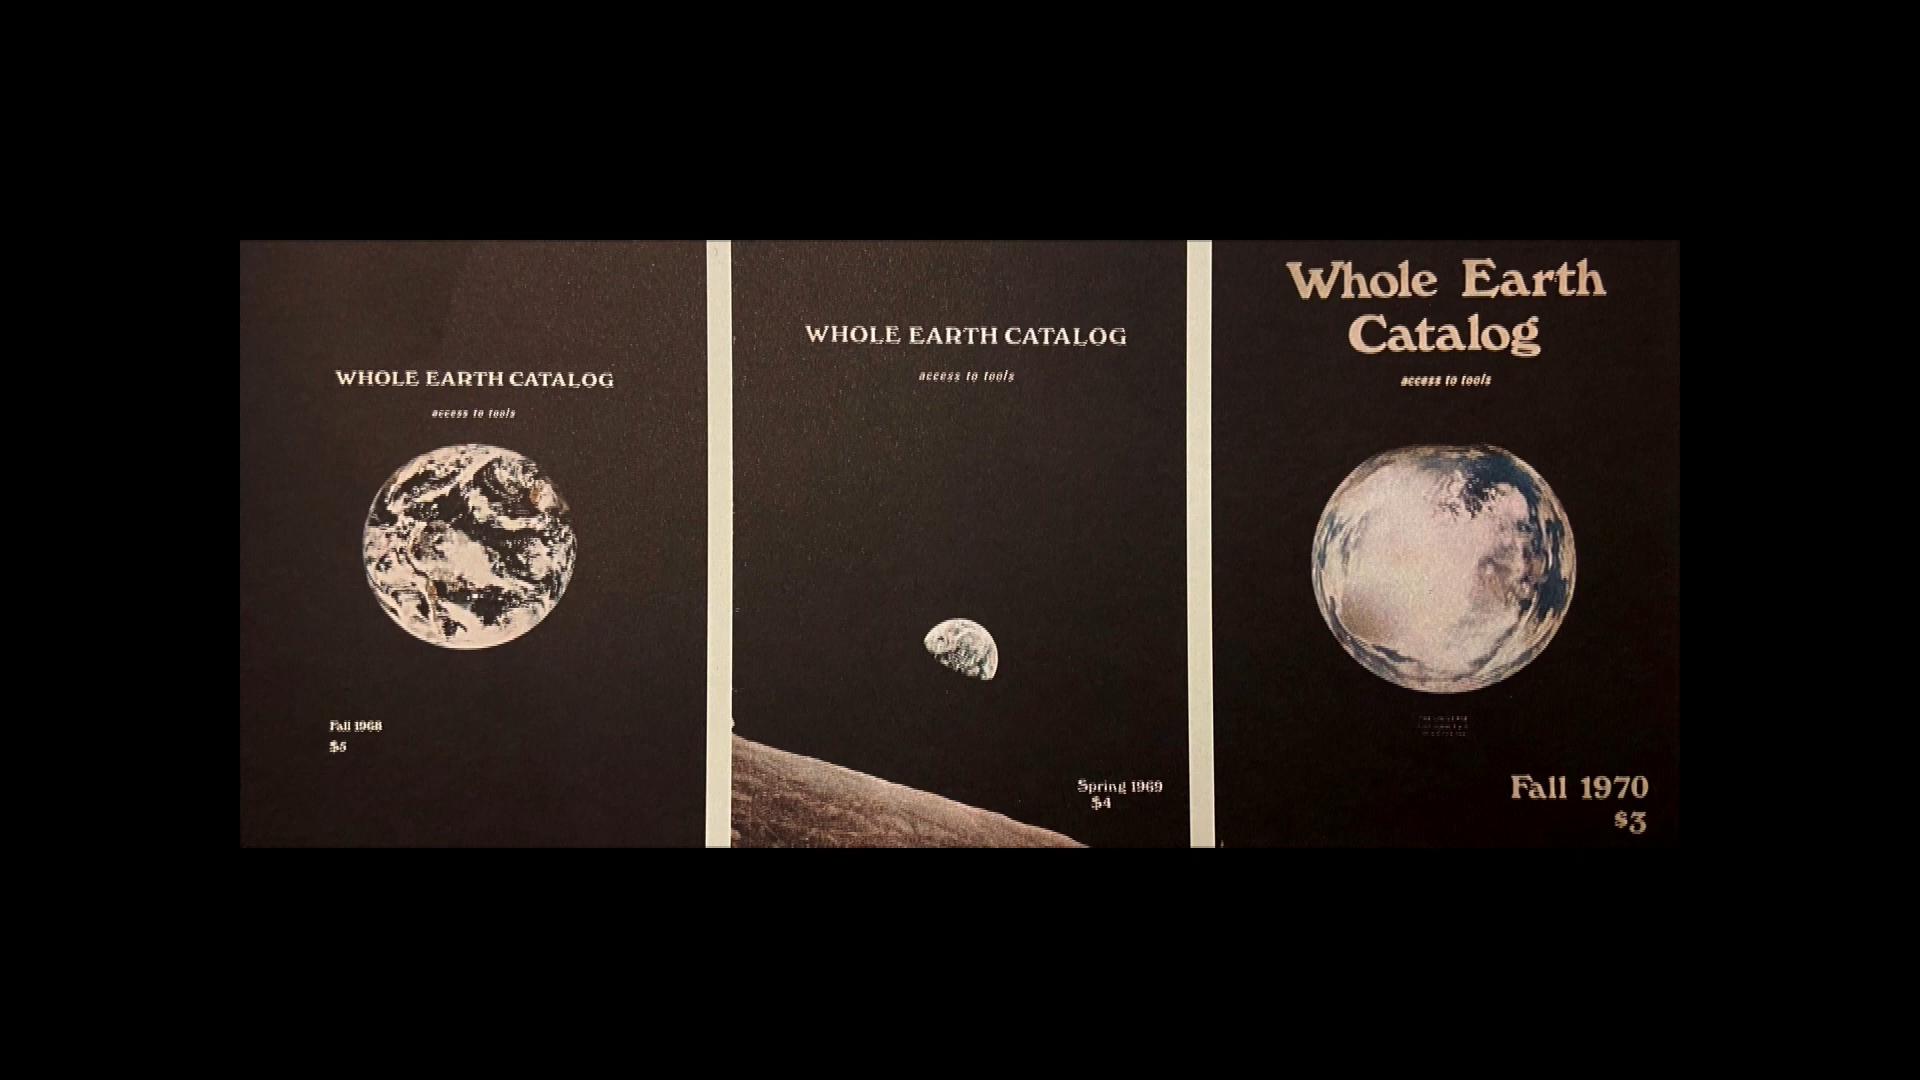 WHOLE EARTH CATALOG
access to tools
Fall 1968
$5
WHOLE EARTH CATALOG
access to tools
Spring 1969
$4
Whole Earth
Catalog
access to tools
Fall 1970
$3